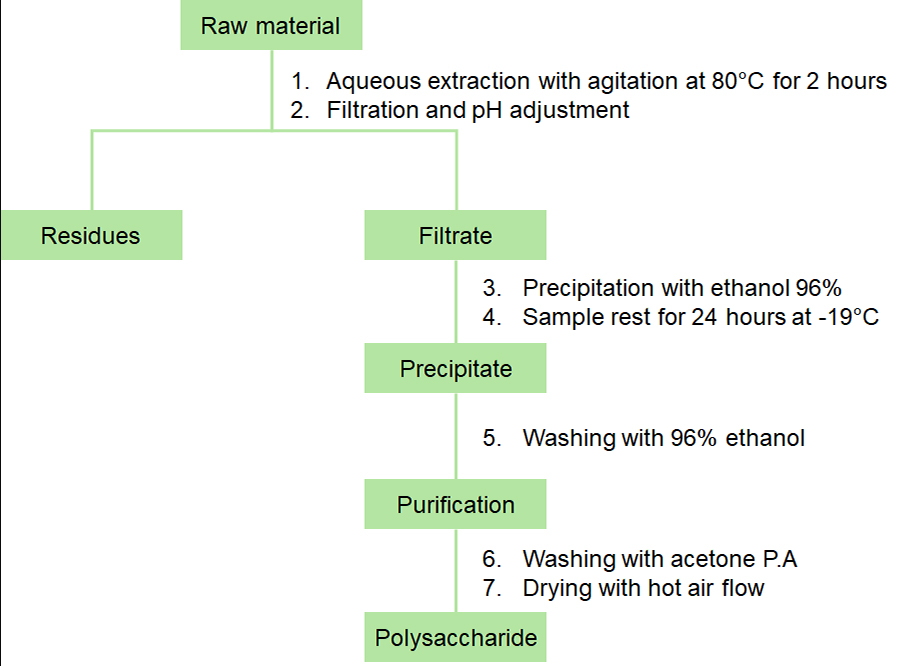 Raw material
1. Aqueous extraction with agitation at 80°C for 2 hours
2. Filtration and pH adjustment
Residues
Filtrate
3. Precipitation with ethanol 96%
4. Sample rest for 24 hours at -19°C
Precipitate
5. Washing with 96% ethanol
Purification
6. Washing with acetone P.A
7. Drying with hot air flow
Polysaccharide